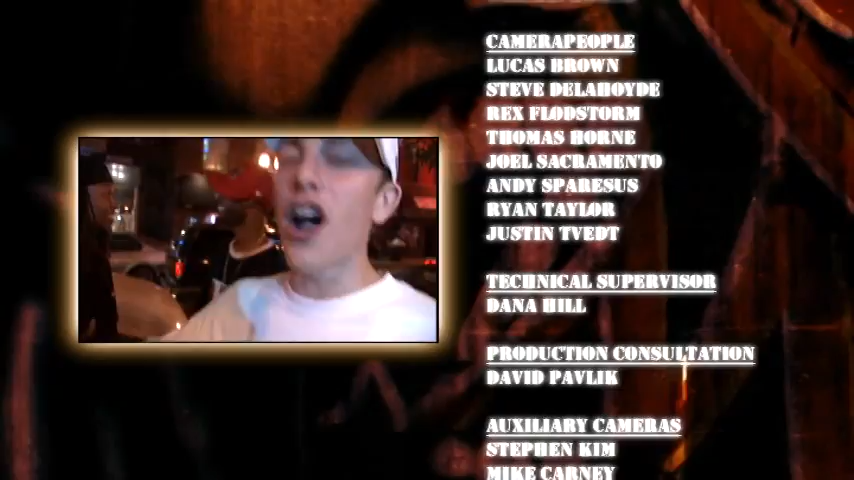 CAMERAPEOPLE
LUCAS BROWN
STEVE DELAHOYDE
REX FLODSTORM
THOMAS HORNE
JOEL SACRAMENTO
ANDY SPARESUS
RYAN TAYLOR
JUSTIN TVEDT
TECHNICAL SUPERVISOR
DANA HILL
PRODUCTION CONSULTATION
DAVID PAVLIK
AUXILIARY CAMERAS
STEPHEN KIM
MIKE CARNEY